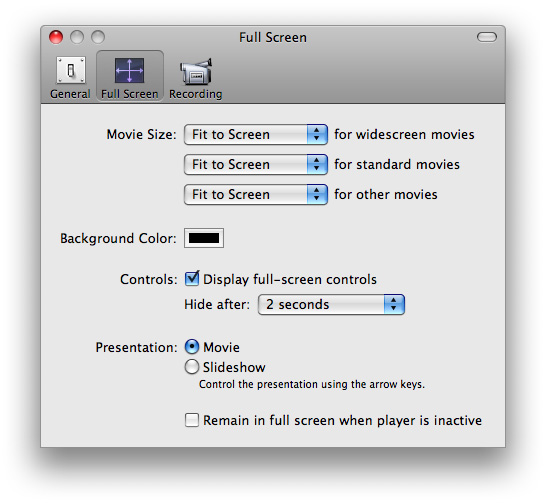 Full Screen
General Full Screen Recording
Movie Size: Fit to Screen for widescreen movies
Fit to Screen for standard movies
Fit to Screen for other movies
Background Color:
Controls: Display full-screen controls
Hide after: 2 seconds
Presentation: Movie
Slideshow
Control the presentation using the arrow keys.
Remain in full screen when player is inactive